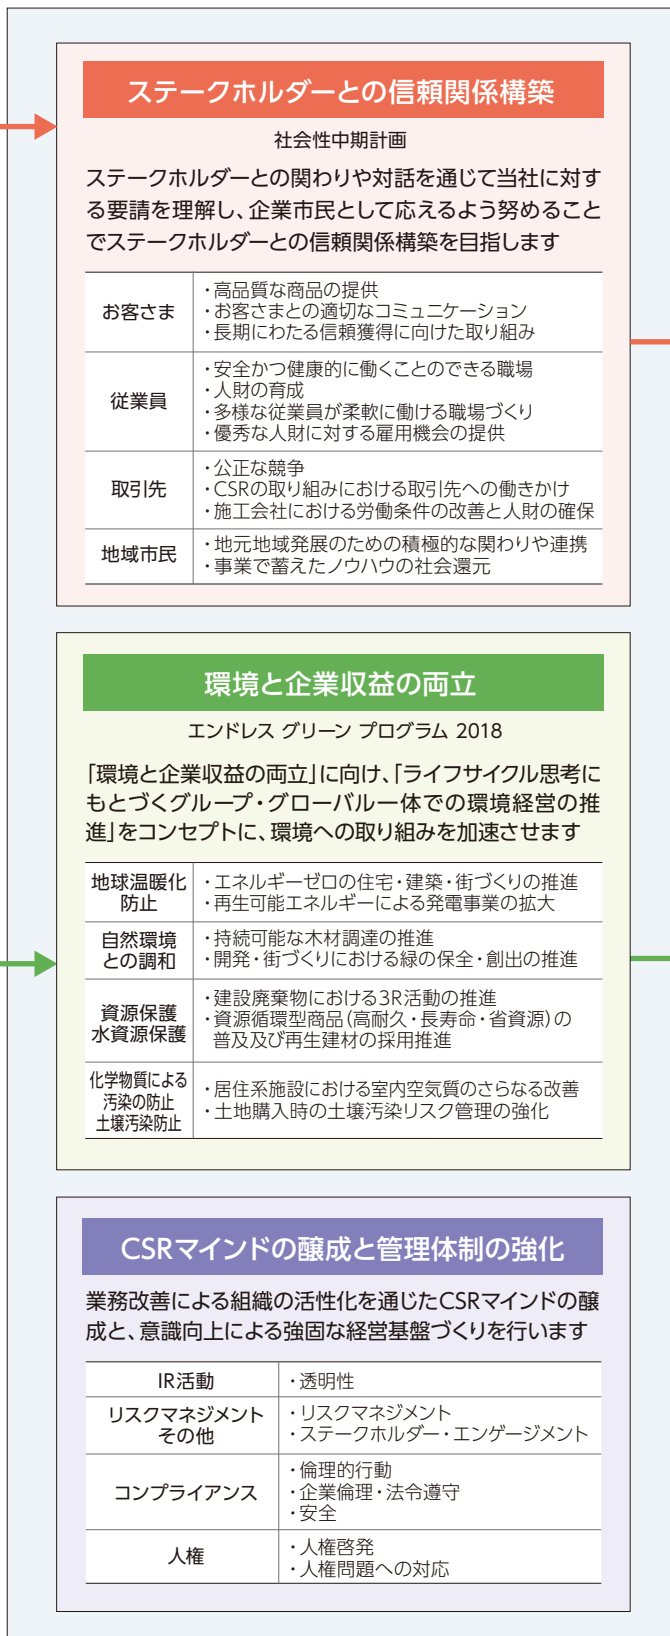 ステークホルダーとの信頼関係構築
社会性中期計画
ステークホルダーとの関わりや対話を通じて当社に対す
る要請を理解し、企業市民として応えるよう努めること
でステークホルダーとの信頼関係構築を目指します
お客さま
・高品質な商品の提供
・お客さまとの適切なコミュニケーション
・長期にわたる信頼獲得に向けた取り組み
従業員
・安全かつ健康的に働くことのできる職場
・人財の育成
・多様な従業員が柔軟に働ける職場づくり
・優秀な人財に対する雇用機会の提供
取引先
・公正な競争
・CSRの取り組みにおける取引先への働きかけ
・施工会社における労働条件の改善と人財の確保
地域市民
・地元地域発展のための積極的な関わりや連携
・事業で蓄えたノウハウの社会還元
環境と企業収益の両立
エンドレス グリーン プログラム 2018
「環境と企業収益の両立」に向け、「ライフサイクル思考に
もとづくグループ・グローバル一体での環境経営の推
進」をコンセプトに、環境への取り組みを加速させます
地球温暖化
防止
・エネルギーゼロの住宅・建築・街づくりの推進
・再生可能エネルギーによる発電事業の拡大
自然環境
との調和
・持続可能な木材調達の推進
・開発・街づくりにおける緑の保全・創出の推進
資源保護
水資源保護
・建設廃棄物における3R活動の推進
・資源循環型商品(高耐久・長寿命・省資源)の
普及及び再生建材の採用推進
化学物質による
汚染の防止
土壌汚染防止
・居住系施設における室内空気質のさらなる改善
・土地購入時の土壌汚染リスク管理の強化
CSRマインドの醸成と管理体制の強化
業務改善による組織の活性化を通じたCSRマインドの醸
成と、意識向上による強固な経営基盤づくりを行います
IR活動
・透明性
リスクマネジメント
その他
・リスクマネジメント
・ステークホルダー・エンゲージメント
コンプライアンス
・倫理的行動
・企業倫理・法令遵守
・安全
人権
・人権啓発
・人権問題への対応